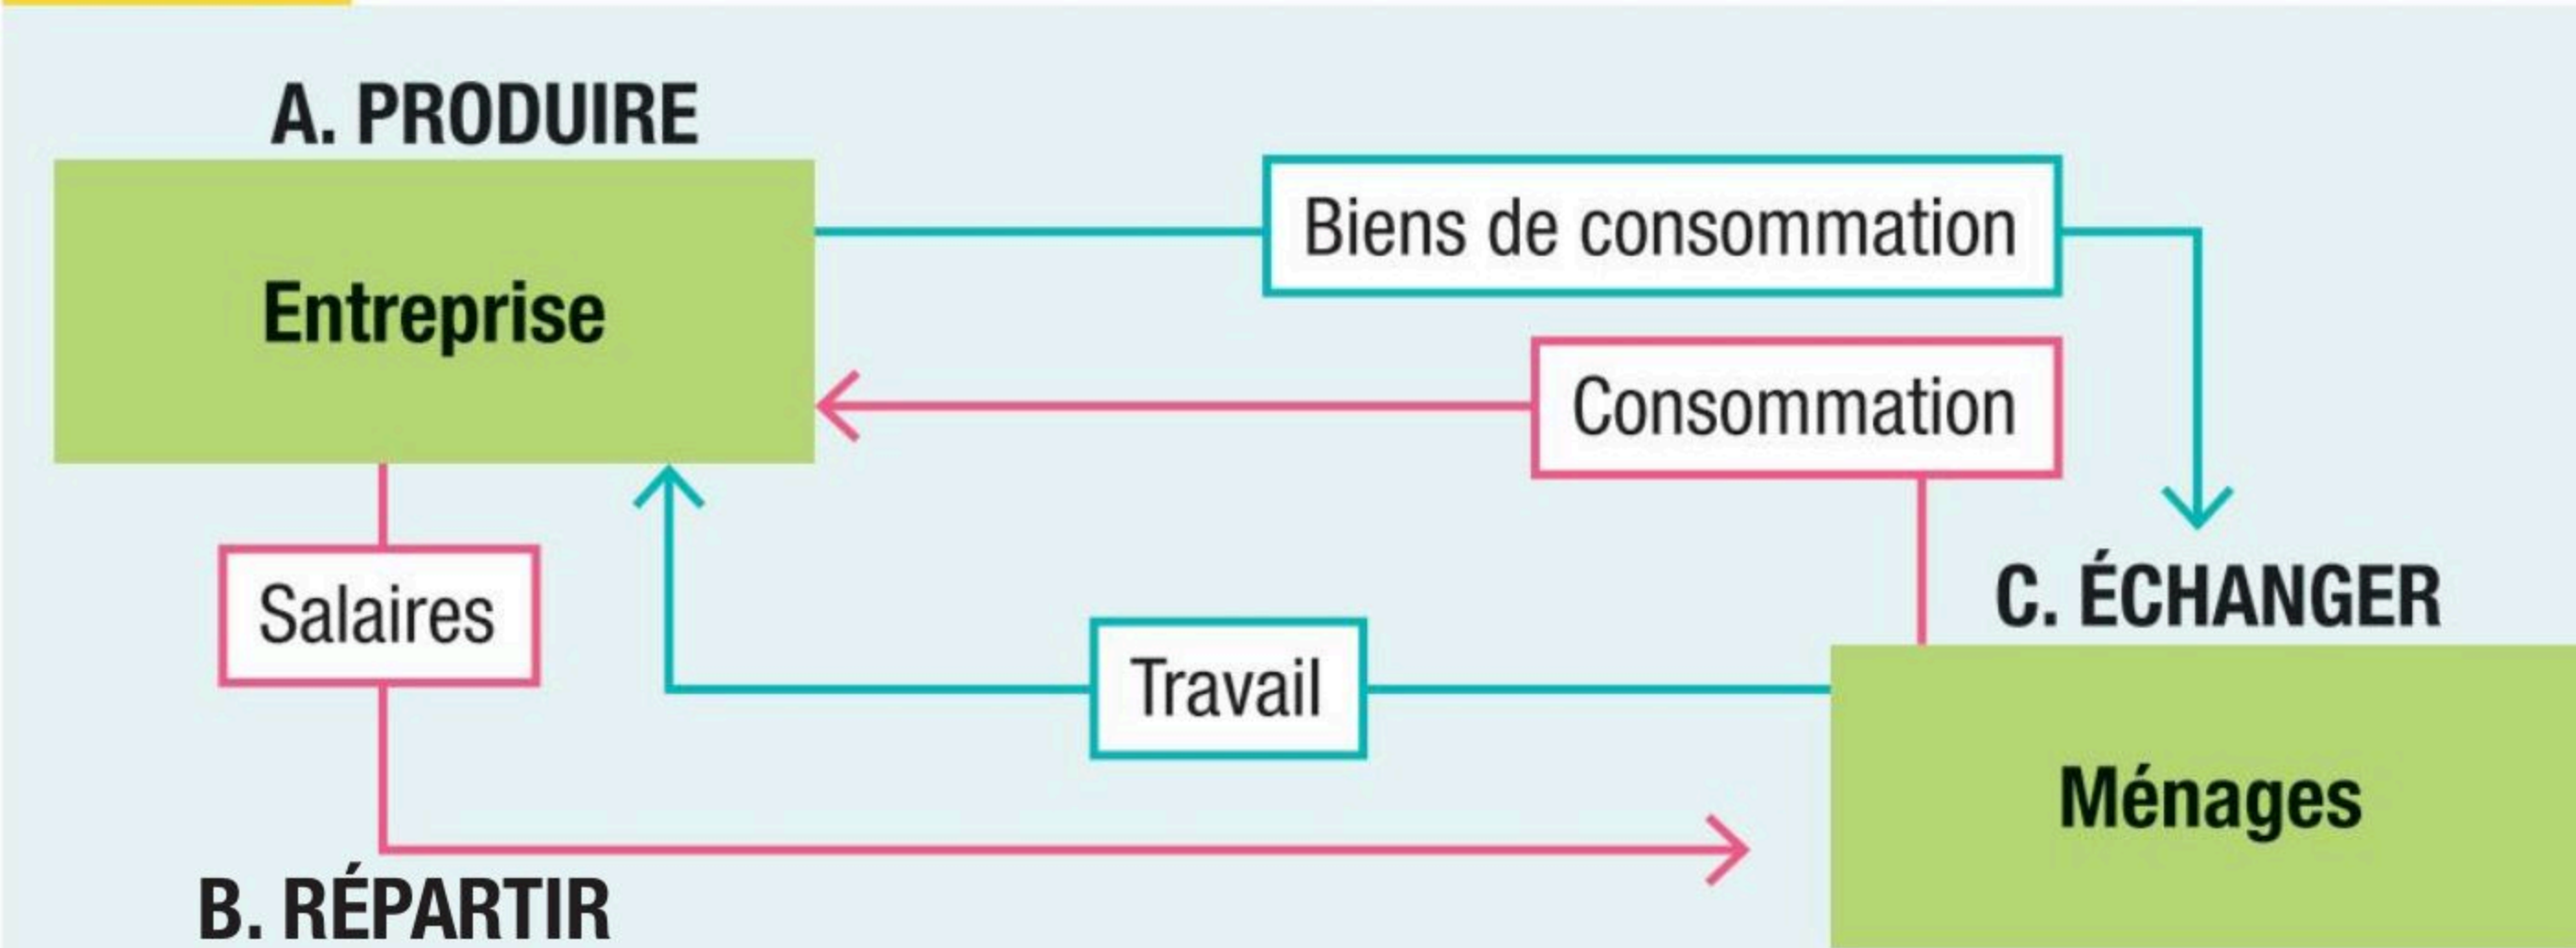 A. PRODUIRE
Entreprise
Biens de consommation
Consommation
Salaires
Travail
C. ÉCHANGER
Ménages
B. RÉPARTIR